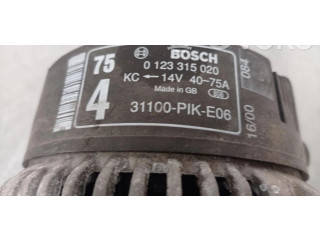 BOSCH
75
0 123 315 020
KC ← 14V 40-75A
Made in GB
4
31100-PIK-E06
16/00
084